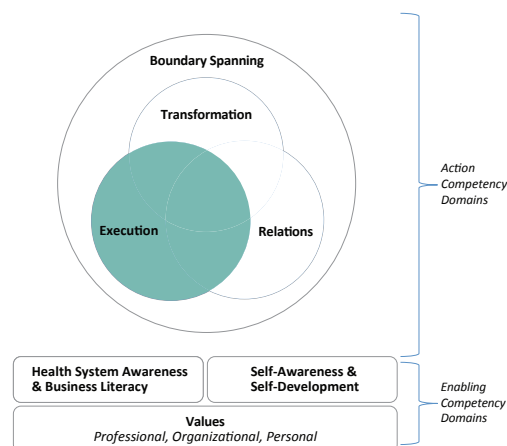 Boundary Spanning
Transformation
Execution
Relations
Action
Competency
Domains
Health System Awareness
& Business Literacy
Self-Awareness &
Self-Development
Values
Professional, Organizational, Personal
Enabling
Competency
Domains